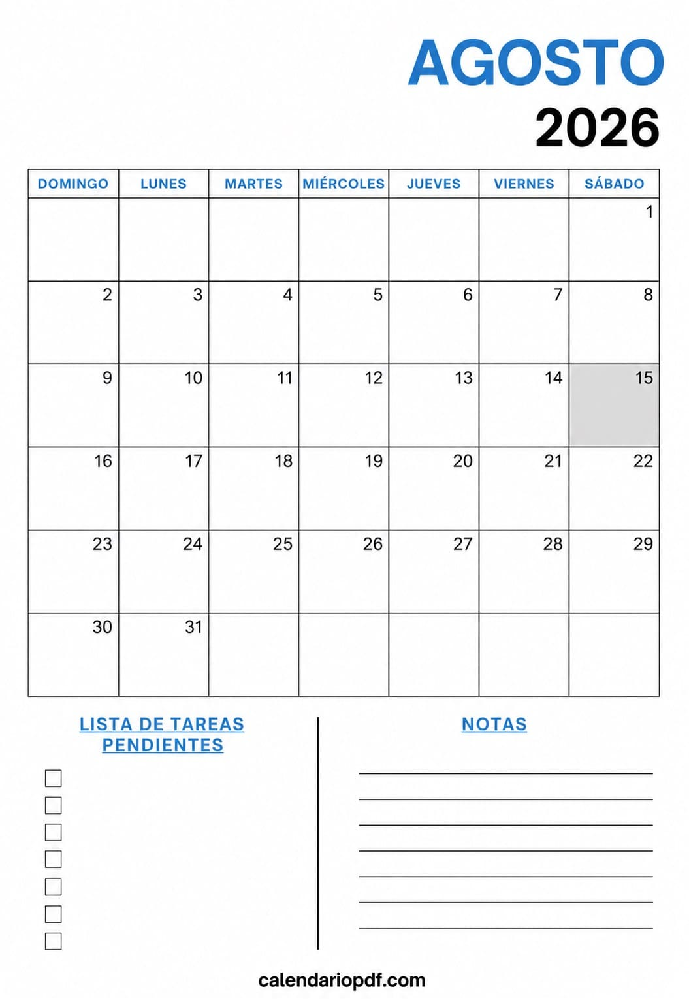 AGOSTO
2026
DOMINGO LUNES MARTES MIÉRCOLES JUEVES VIERNES SÁBADO
1
2 3 4 5 6 7 8
9 10 11 12 13 14 15
16 17 18 19 20 21 22
23 24 25 26 27 28 29
30 31
LISTA DE TAREAS
PENDIENTES
NOTAS
calendariopdf.com